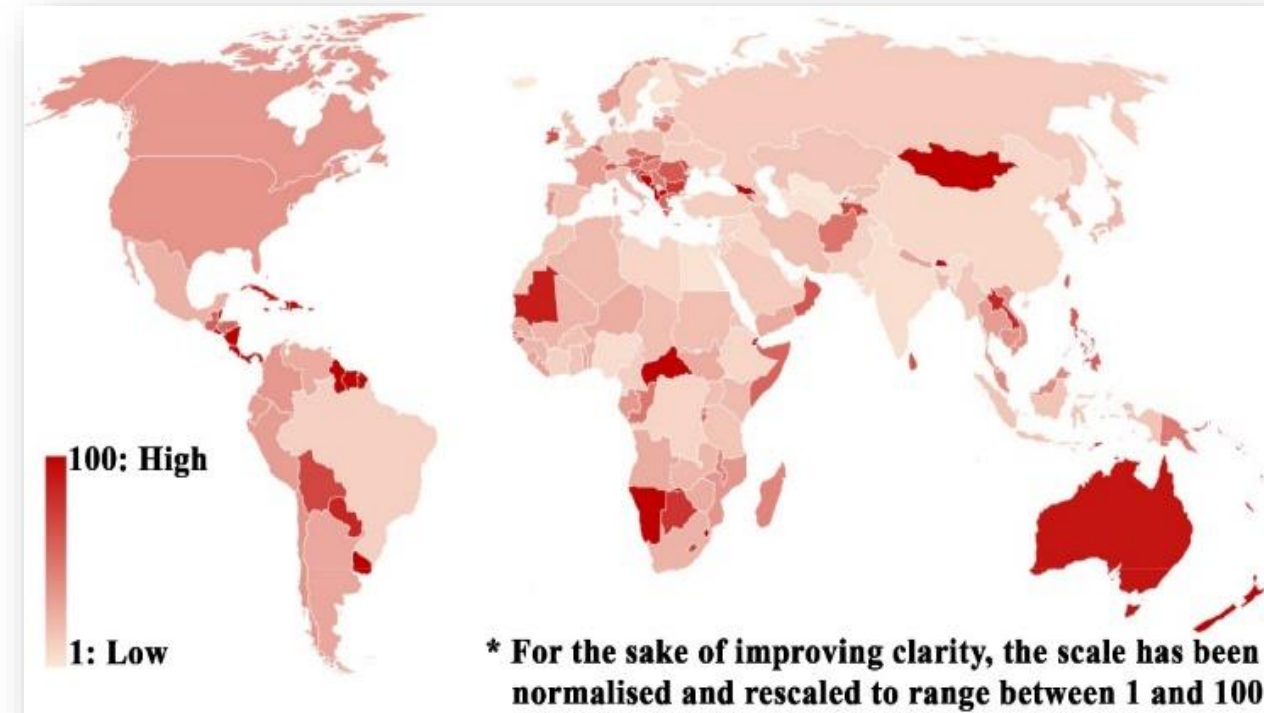 100: High
1: Low
* For the sake of improving clarity, the scale has been
normalised and rescaled to range between 1 and 100